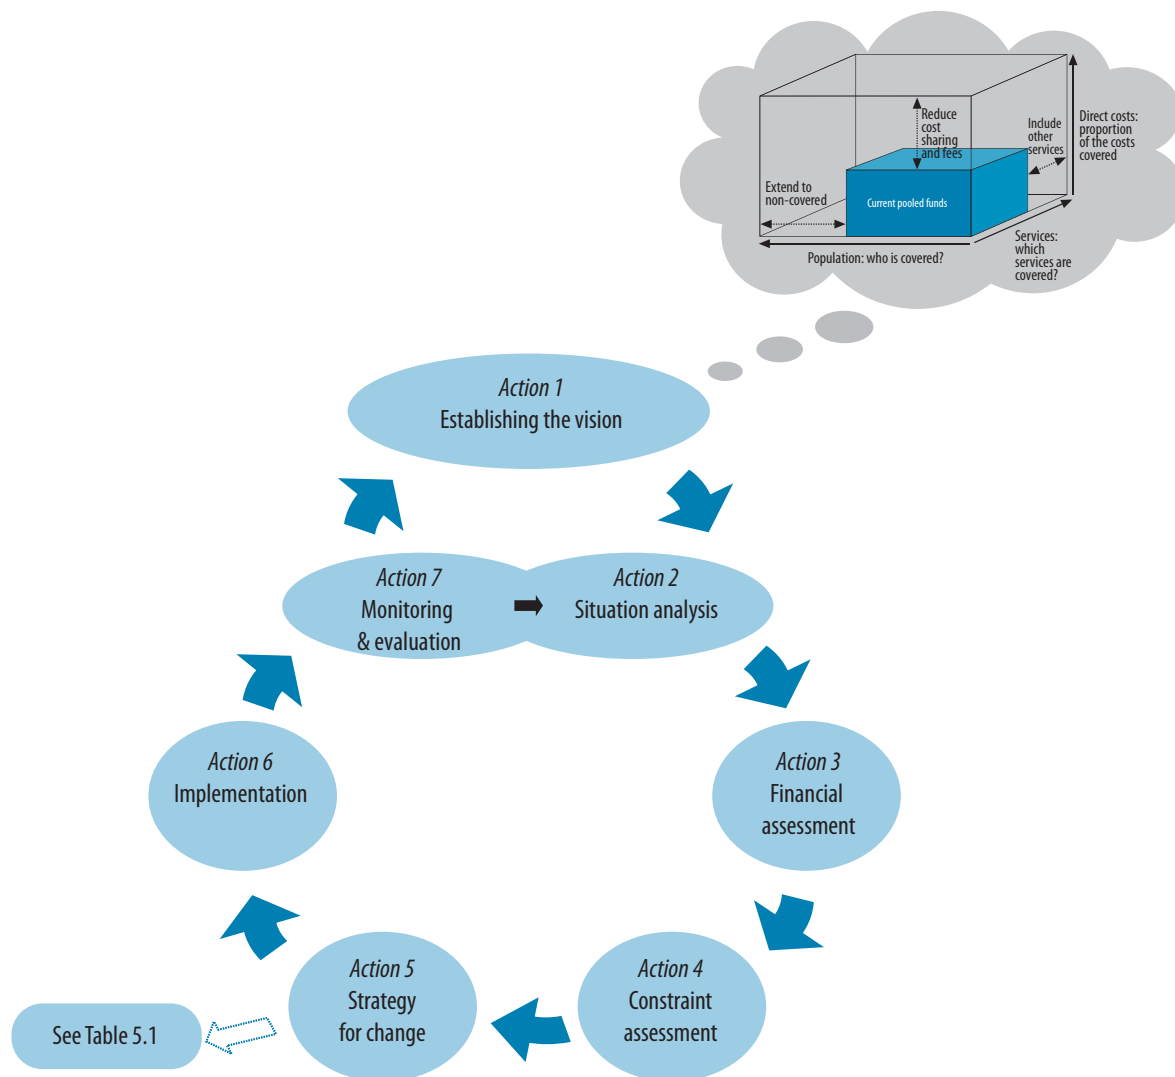 Reduce
cost
sharing
and fees
Include
other
services
Direct costs:
proportion
of the costs
covered
Extend to
non-covered
Current pooled funds
Population: who is covered?
Services:
which
services are
covered?
Action 1
Establishing the vision
Action 7
Monitoring
& evaluation
Action 2
Situation analysis
Action 6
Implementation
Action 3
Financial
assessment
Action 5
Strategy
for change
Action 4
Constraint
assessment
See Table 5.1